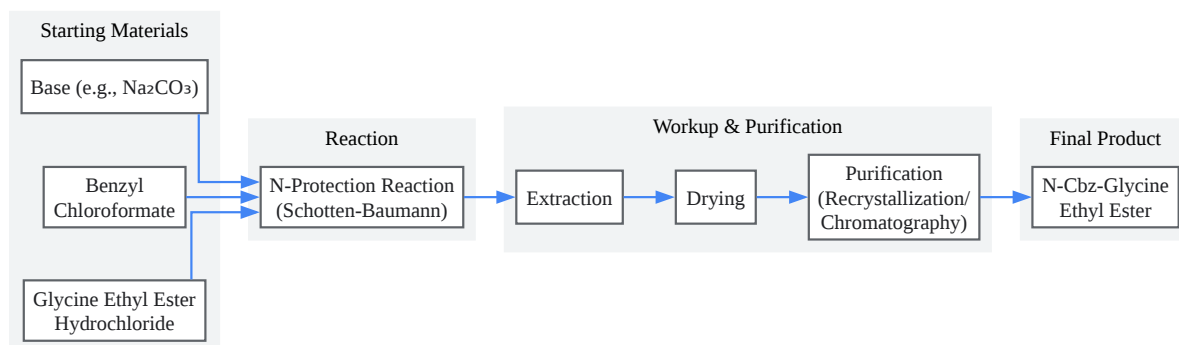 Starting Materials
Base (e.g., Na₂CO₃)
Benzyl
Chloroformate
Glycine Ethyl Ester
Hydrochloride
Reaction
N-Protection Reaction
(Schotten-Baumann)
Workup & Purification
Extraction
Drying
Purification
(Recrystallization/
Chromatography)
Final Product
N-Cbz-Glycine
Ethyl Ester